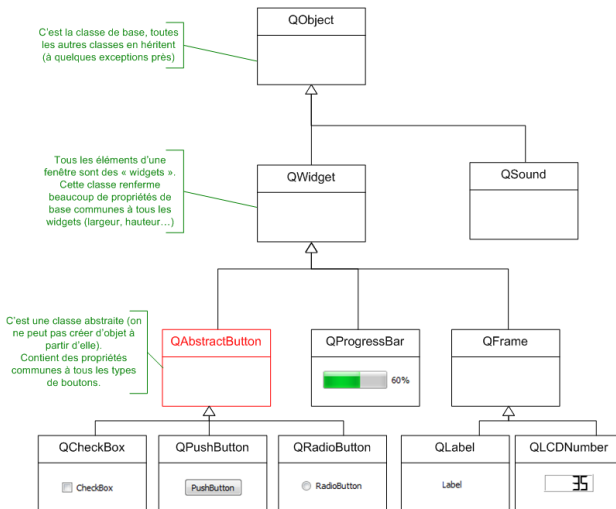 QObject
C'est la classe de base, toutes
les autres classes en héritent
(à quelques exceptions près)
Tous les éléments d'une
fenêtre sont des « widgets ».
Cette classe renferme
beaucoup de propriétés de
base communes à tous les
widgets (largeur, hauteur…)
QWidget
QSound
C'est une classe abstraite (on
ne peut pas créer d'objet à
partir d'elle).
Contient des propriétés
communes à tous les types
de boutons.
QAbstractButton
QProgressBar
60%
QFrame
QCheckBox
CheckBox
QPushButton
PushButton
QRadioButton
RadioButton
QLabel
Label
QLCDNumber
35